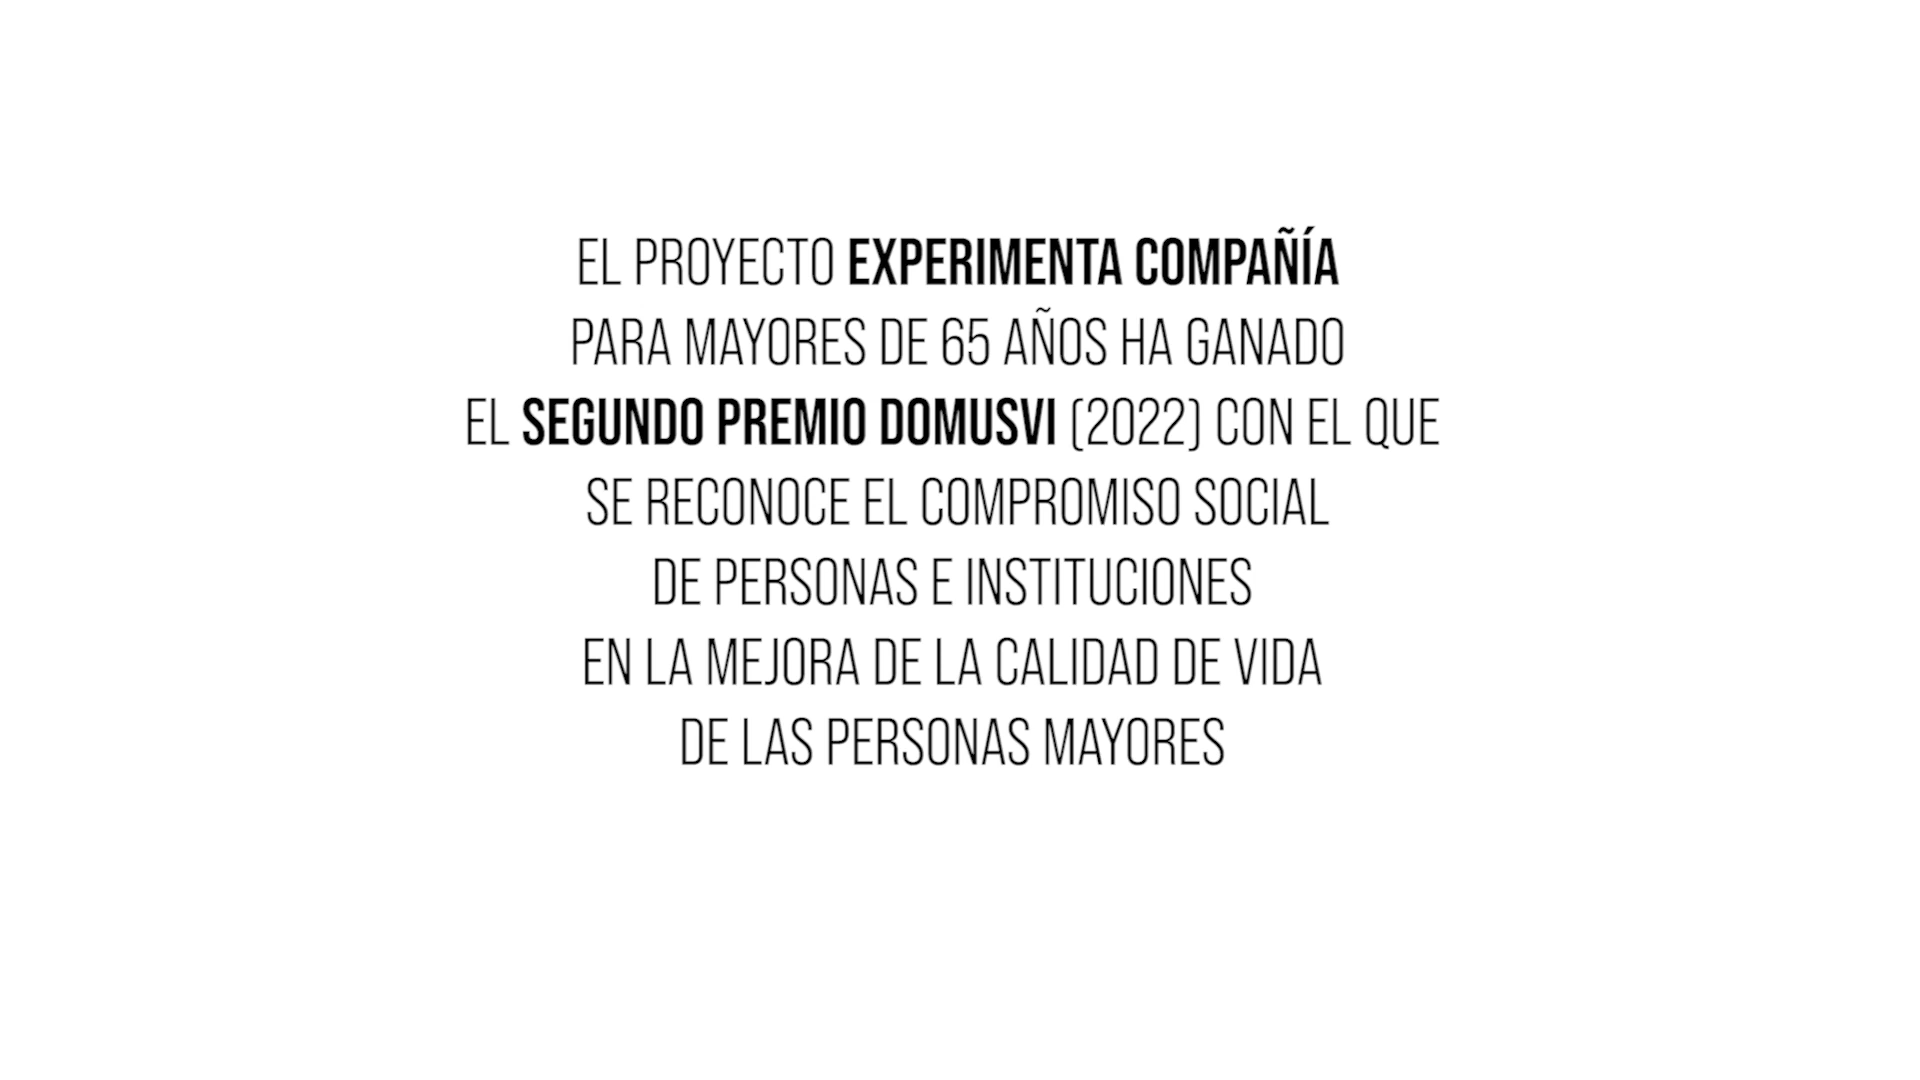 EL PROYECTO EXPERIMENTA COMPAÑÍA
PARA MAYORES DE 65 AÑOS HA GANADO
EL SEGUNDO PREMIO DOMUSVI (2022) CON EL QUE
SE RECONOCE EL COMPROMISO SOCIAL
DE PERSONAS E INSTITUCIONES
EN LA MEJORA DE LA CALIDAD DE VIDA
DE LAS PERSONAS MAYORES